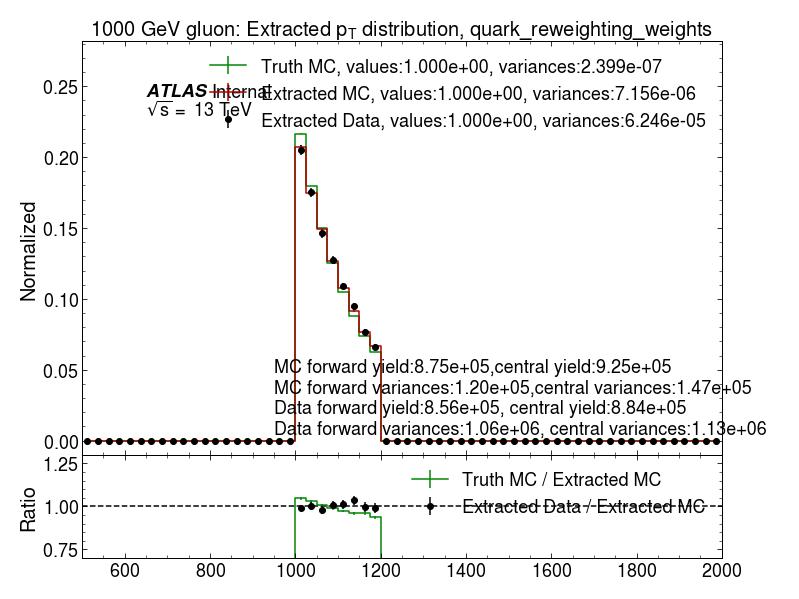 1000 GeV gluon: Extracted pT distribution, quark_reweighting_weights
Truth MC, values:1.000e+00, variances:2.399e-07
ATLAS Internal
Extracted MC, values:1.000e+00, variances:7.156e-06
√s = 13 TeV
Extracted Data, values:1.000e+00, variances:6.246e-05
Normalized
0.25
0.20
0.15
0.10
0.05
0.00
MC forward yield:8.75e+05,central yield:9.25e+05
MC forward variances:1.20e+05,central variances:1.47e+05
Data forward yield:8.56e+05, central yield:8.84e+05
Data forward variances:1.06e+06, central variances:1.13e+06
Ratio
1.25
1.00
0.75
Truth MC / Extracted MC
Extracted Data / Extracted MC
600 800 1000 1200 1400 1600 1800 2000